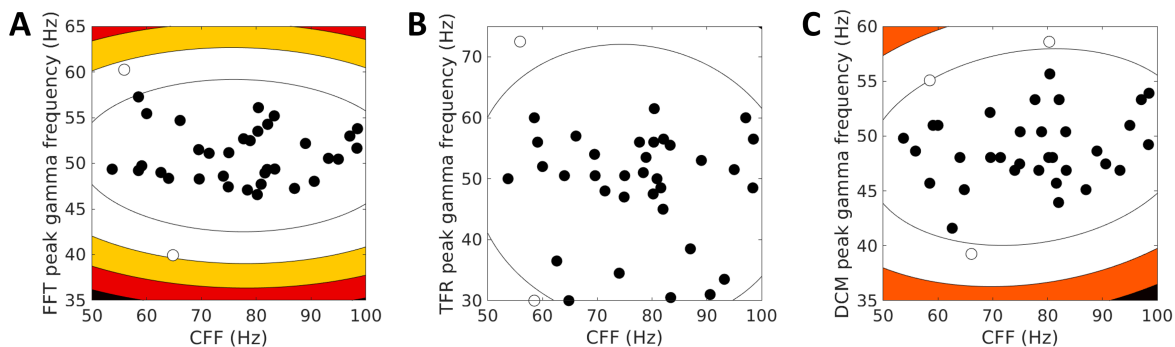 A
FFT peak gamma frequency (Hz)
65
60
55
50
45
40
35
50 60 70 80 90 100
CFF (Hz)
B
TFR peak gamma frequency (Hz)
70
60
50
40
30
50 60 70 80 90 100
CFF (Hz)
C
DCM peak gamma frequency (Hz)
60
55
50
45
40
35
50 60 70 80 90 100
CFF (Hz)